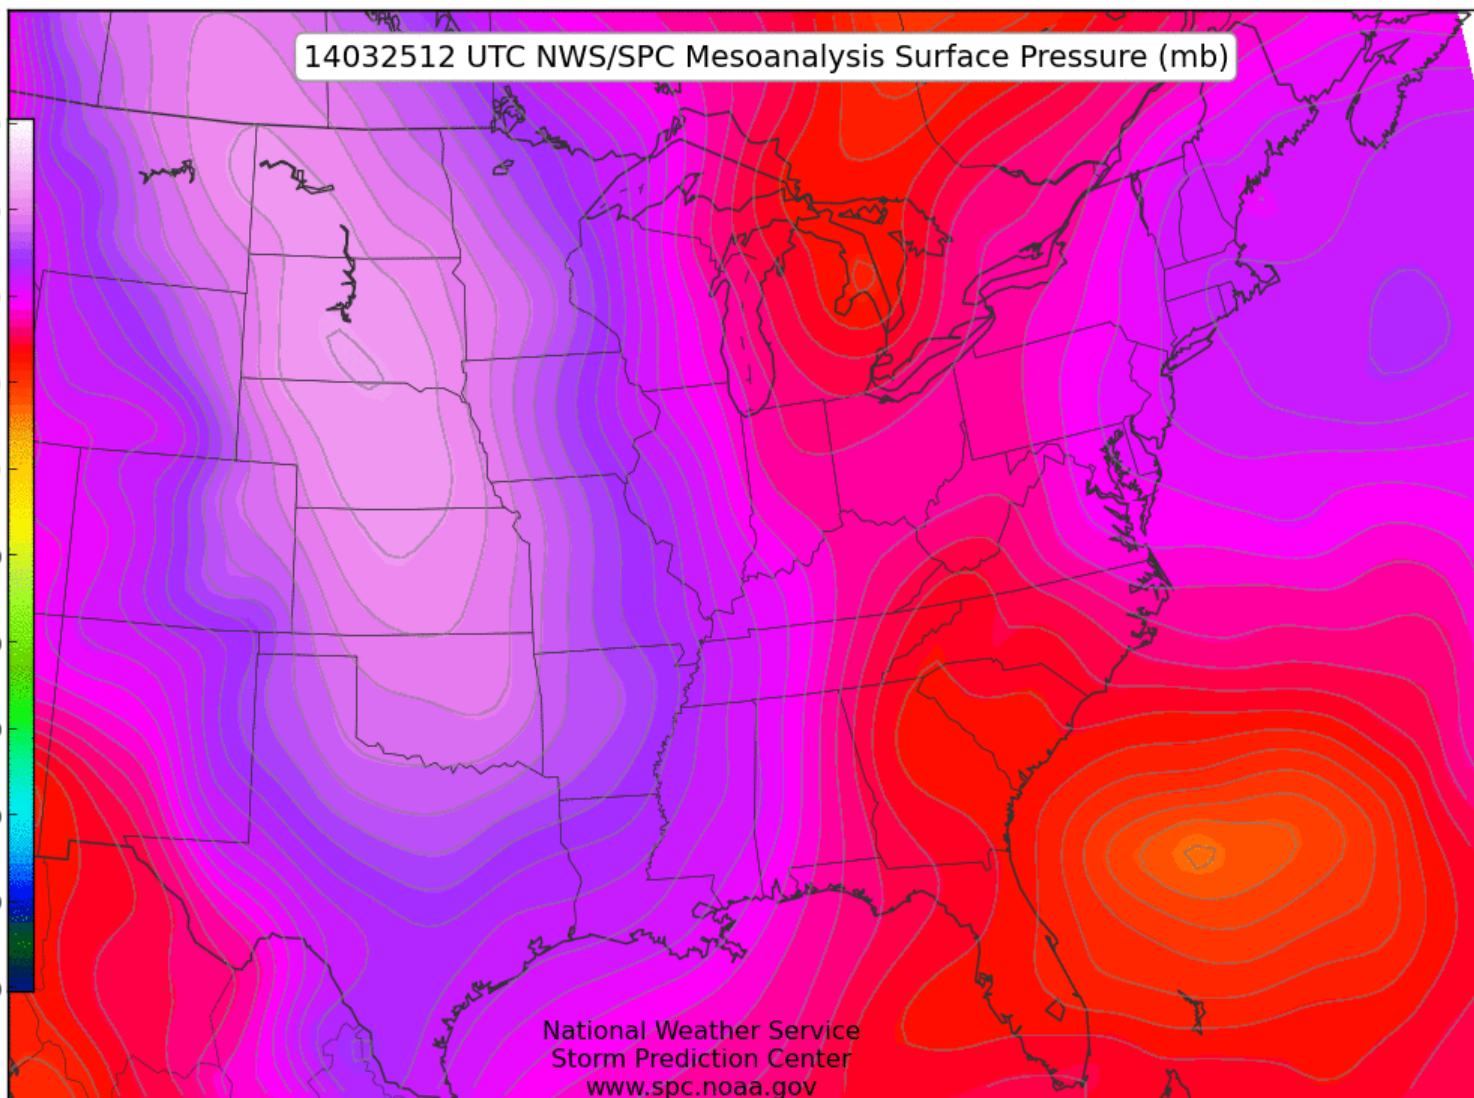 14032512 UTC NWS/SPC Mesoanalysis Surface Pressure (mb)
National Weather Service
Storm Prediction Center
www.spc.noaa.gov